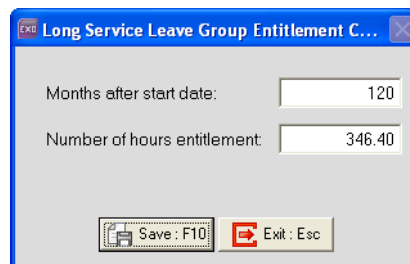 EXO Long Service Leave Group Entitlement C...
Months after start date: 120
Number of hours entitlement: 346.40
Save : F10 Exit : Esc